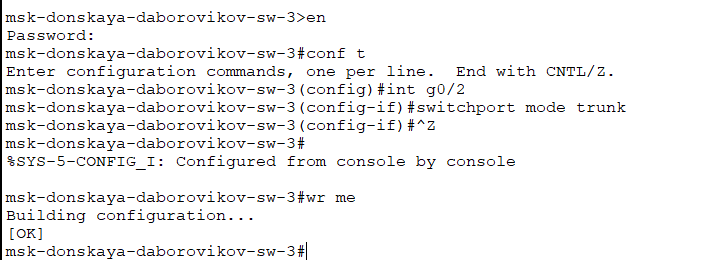 msk-donskaya-daborovikov-sw-3>en
Password:
msk-donskaya-daborovikov-sw-3#conf t
Enter configuration commands, one per line.  End with CNTL/Z.
msk-donskaya-daborovikov-sw-3(config)#int g0/2
msk-donskaya-daborovikov-sw-3(config-if)#switchport mode trunk
msk-donskaya-daborovikov-sw-3(config-if)#^Z
msk-donskaya-daborovikov-sw-3#
%SYS-5-CONFIG_I: Configured from console by console

msk-donskaya-daborovikov-sw-3#wr me
Building configuration...
[OK]
msk-donskaya-daborovikov-sw-3#